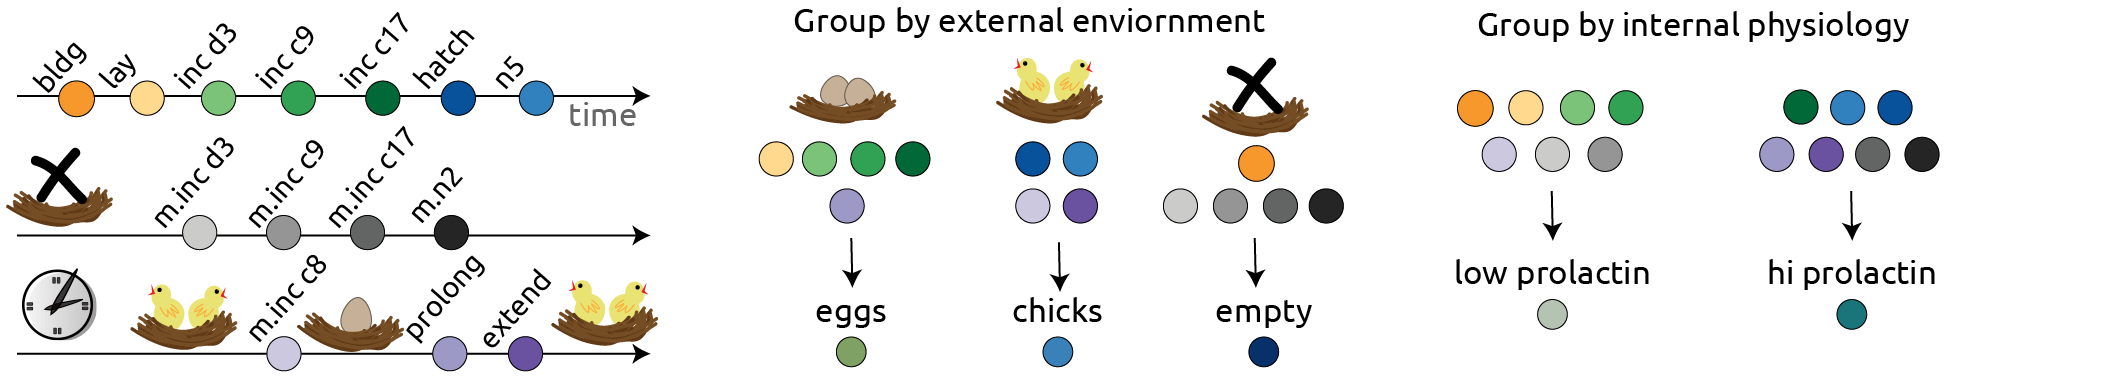 bldg
lay
inc d3
inc c9
inc c17
hatch
n5
time
m.inc d3
m.inc c9
m.inc c17
m.n2
m.inc c8
prolong
extend
Group by external enviornment
eggs
chicks
empty
Group by internal physiology
low prolactin
hi prolactin